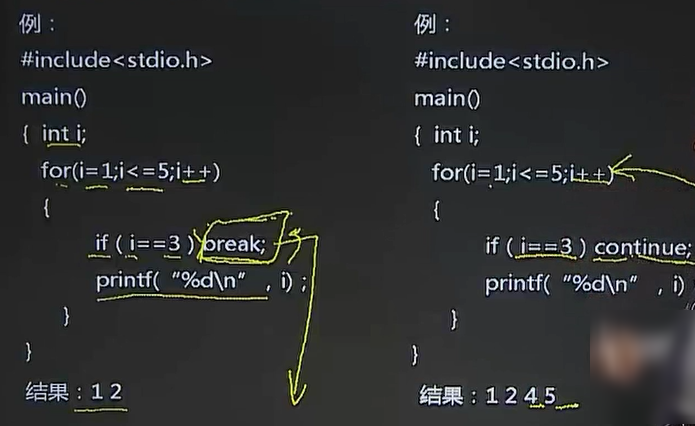 例：
#include<stdio.h>
main()
{ int i;
for(i=1;i<=5;i++)
{
if ( i==3 ) break;
printf( “%d\n” , i) ;
}
}
结果：1 2
例：
#include<stdio.h>
main()
{ int i;
for(i=1;i<=5;i++)
{
if ( i==3 ) continue;
printf( “%d\n” , i)
}
}
结果：1 2 4 5